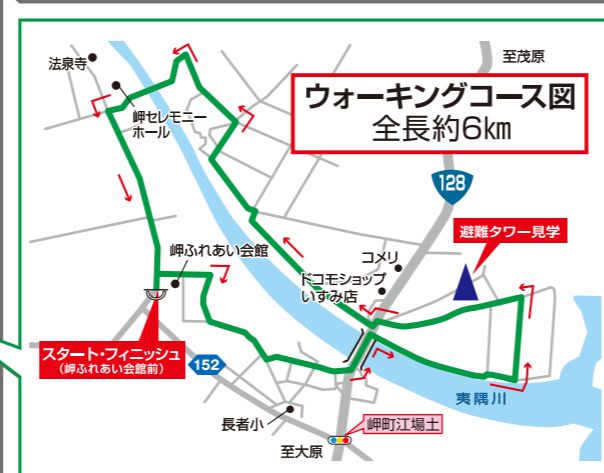 法泉寺
岬セレモニー
ホール
至茂原
ウォーキングコース図
全長約6km
128
避難タワー見学
コメリ
岬ふれあい会館
ドコモショップ
いすみ店
スタート・フィニッシュ
(岬ふれあい会館前)
152
夷隅川
長者小
岬町江場土
至大原